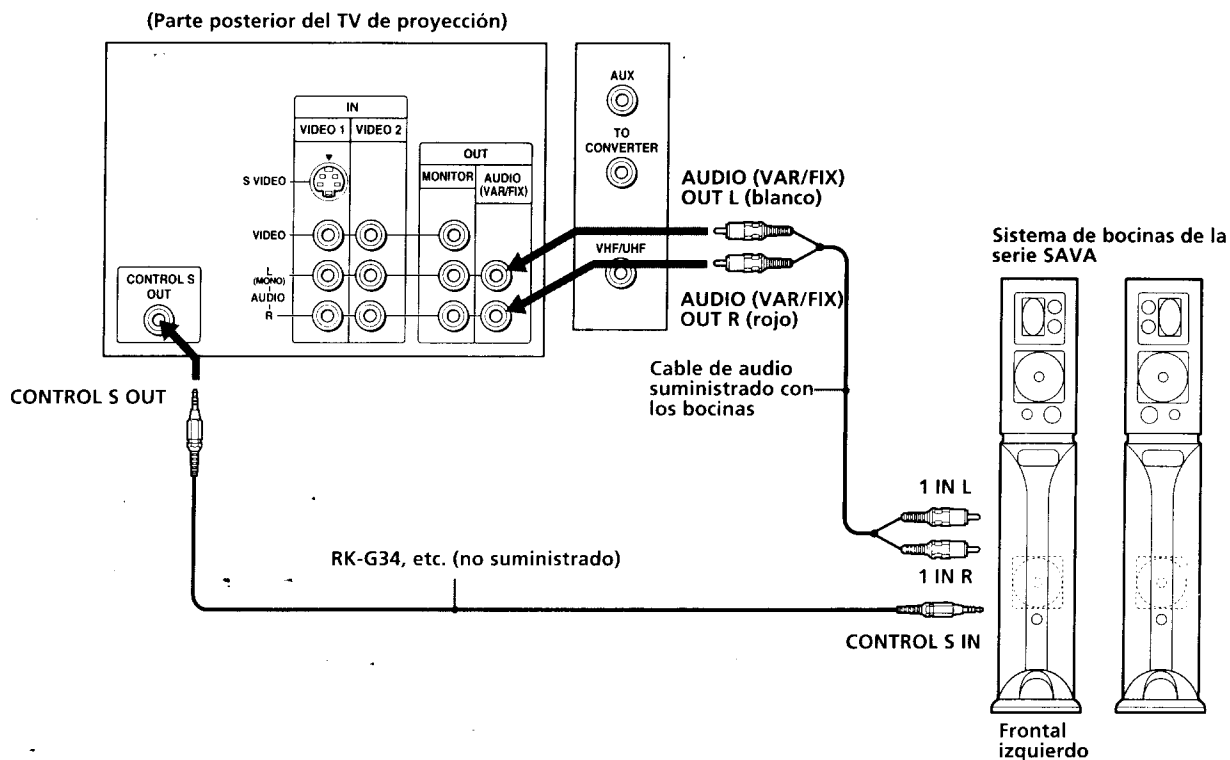 (Parte posterior del TV de proyección)
IN
VIDEO 1 VIDEO 2
S VIDEO
VIDEO
L
(MONO)
AUDIO
R
OUT
MONITOR
AUDIO
(VAR/FIX)
CONTROL S
OUT
AUX
TO
CONVERTER
VHF/UHF
AUDIO (VAR/FIX)
OUT L (blanco)
AUDIO (VAR/FIX)
OUT R (rojo)
Sistema de bocinas de la
serie SAVA
Cable de audio
suministrado con
los bocinas
CONTROL S OUT
1 IN L
1 IN R
RK-G34, etc. (no suministrado)
CONTROL S IN
Frontal
izquierdo